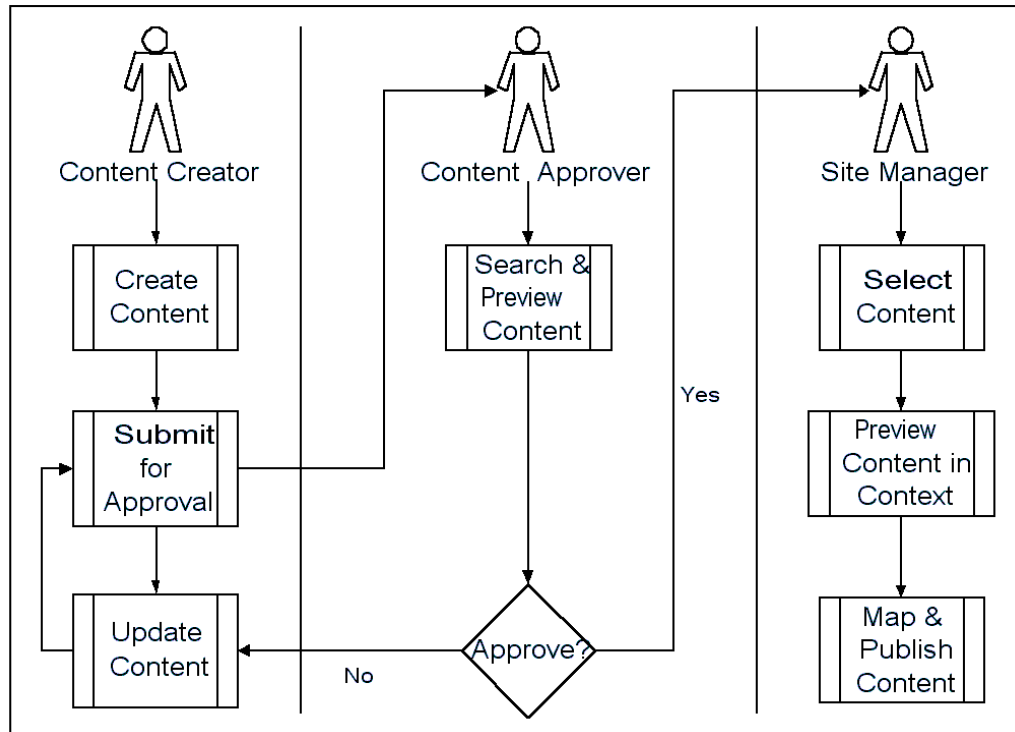 Content Creator
Create
Content
Submit
for
Approval
Update
Content
Content Approver
Search &
Preview
Content
Approve?
No
Yes
Site Manager
Select
Content
Preview
Content in
Context
Map &
Publish
Content